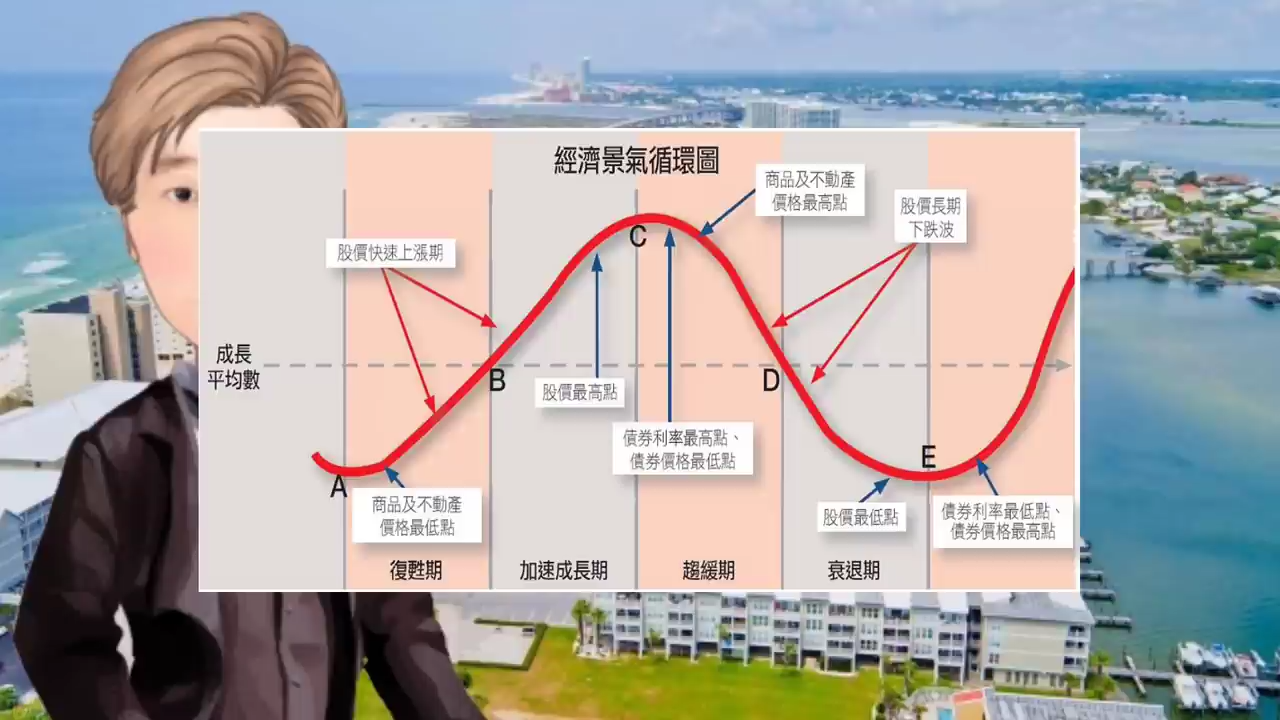 經濟景氣循環圖
商品及不動產
價格最高點
股價長期
下跌波
股價快速上漲期
C
成長
平均數
B
D
股價最高點
債券利率最高點、
債券價格最低點
A
E
商品及不動產
價格最低點
股價最低點
債券利率最低點、
債券價格最高點
復甦期
加速成長期
趨緩期
衰退期